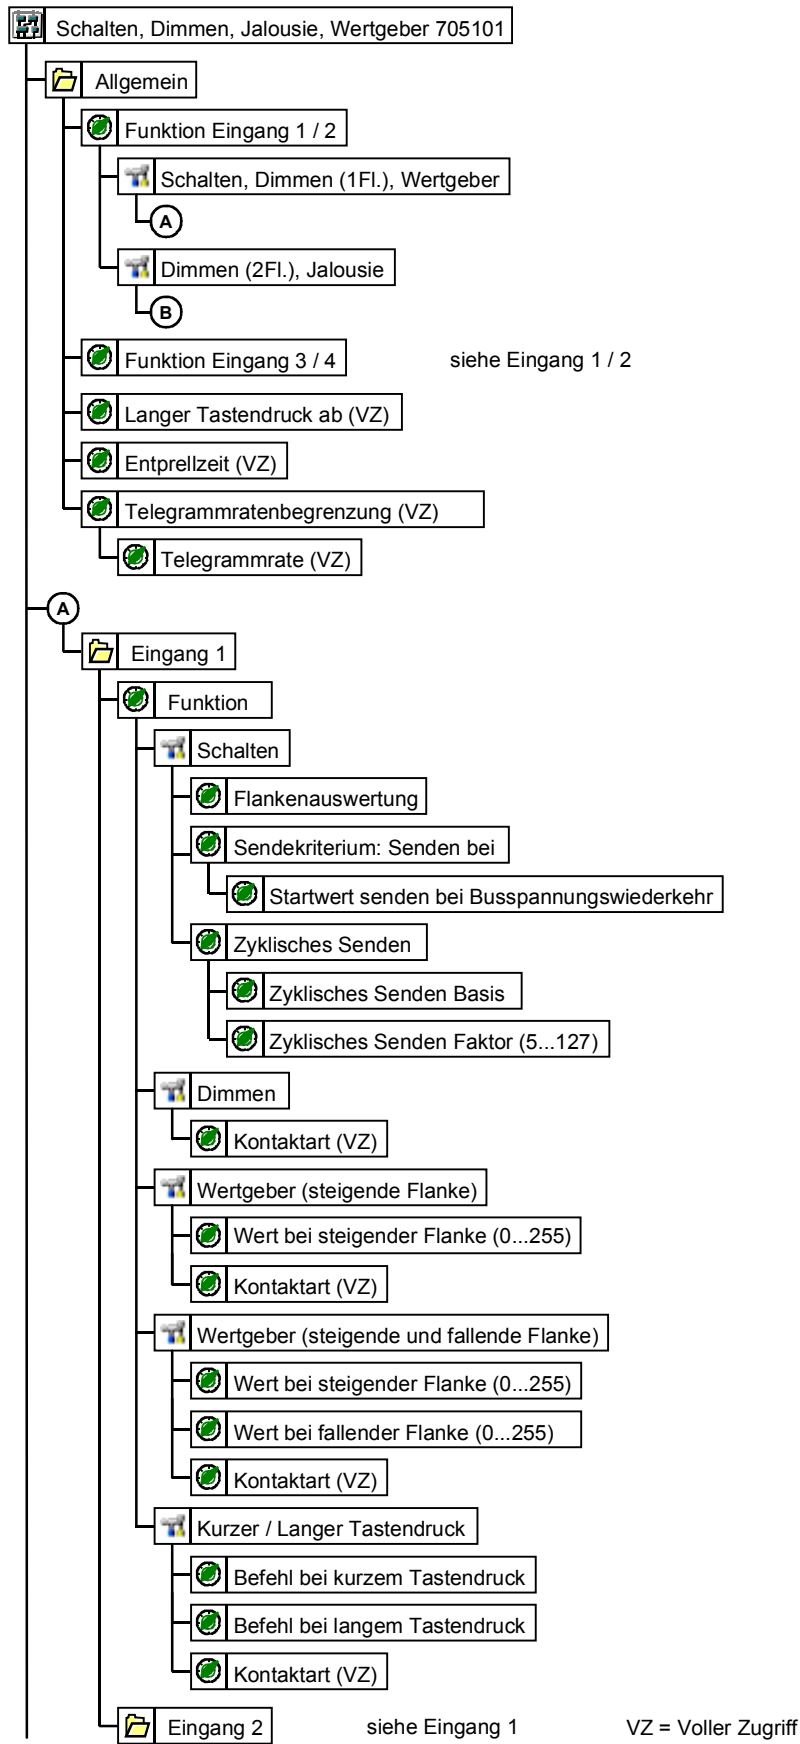 Schalten, Dimmen, Jalousie, Wertgeber 705101
Allgemein
Funktion Eingang 1 / 2
Schalten, Dimmen (1Fl.), Wertgeber
A
Dimmen (2Fl.), Jalousie
B
Funktion Eingang 3 / 4 siehe Eingang 1 / 2
Langer Tastendruck ab (VZ)
Entprellzeit (VZ)
Telegrammratenbegrenzung (VZ)
Telegrammrate (VZ)
A
Eingang 1
Funktion
Schalten
Flankenauswertung
Sendekriterium: Senden bei
Startwert senden bei Busspannungswiederkehr
Zyklisches Senden
Zyklisches Senden Basis
Zyklisches Senden Faktor (5...127)
Dimmen
Kontaktart (VZ)
Wertgeber (steigende Flanke)
Wert bei steigender Flanke (0...255)
Kontaktart (VZ)
Wertgeber (steigende und fallende Flanke)
Wert bei steigender Flanke (0...255)
Wert bei fallender Flanke (0...255)
Kontaktart (VZ)
Kurzer / Langer Tastendruck
Befehl bei kurzem Tastendruck
Befehl bei langem Tastendruck
Kontaktart (VZ)
Eingang 2 siehe Eingang 1 VZ = Voller Zugriff